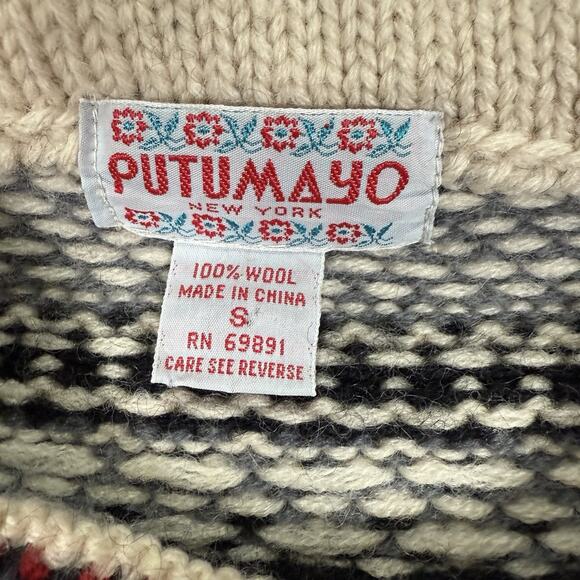 PUTUMAYO
NEW YORK
100% WOOL
MADE IN CHINA
S
RN 69891
CARE SEE REVERSE